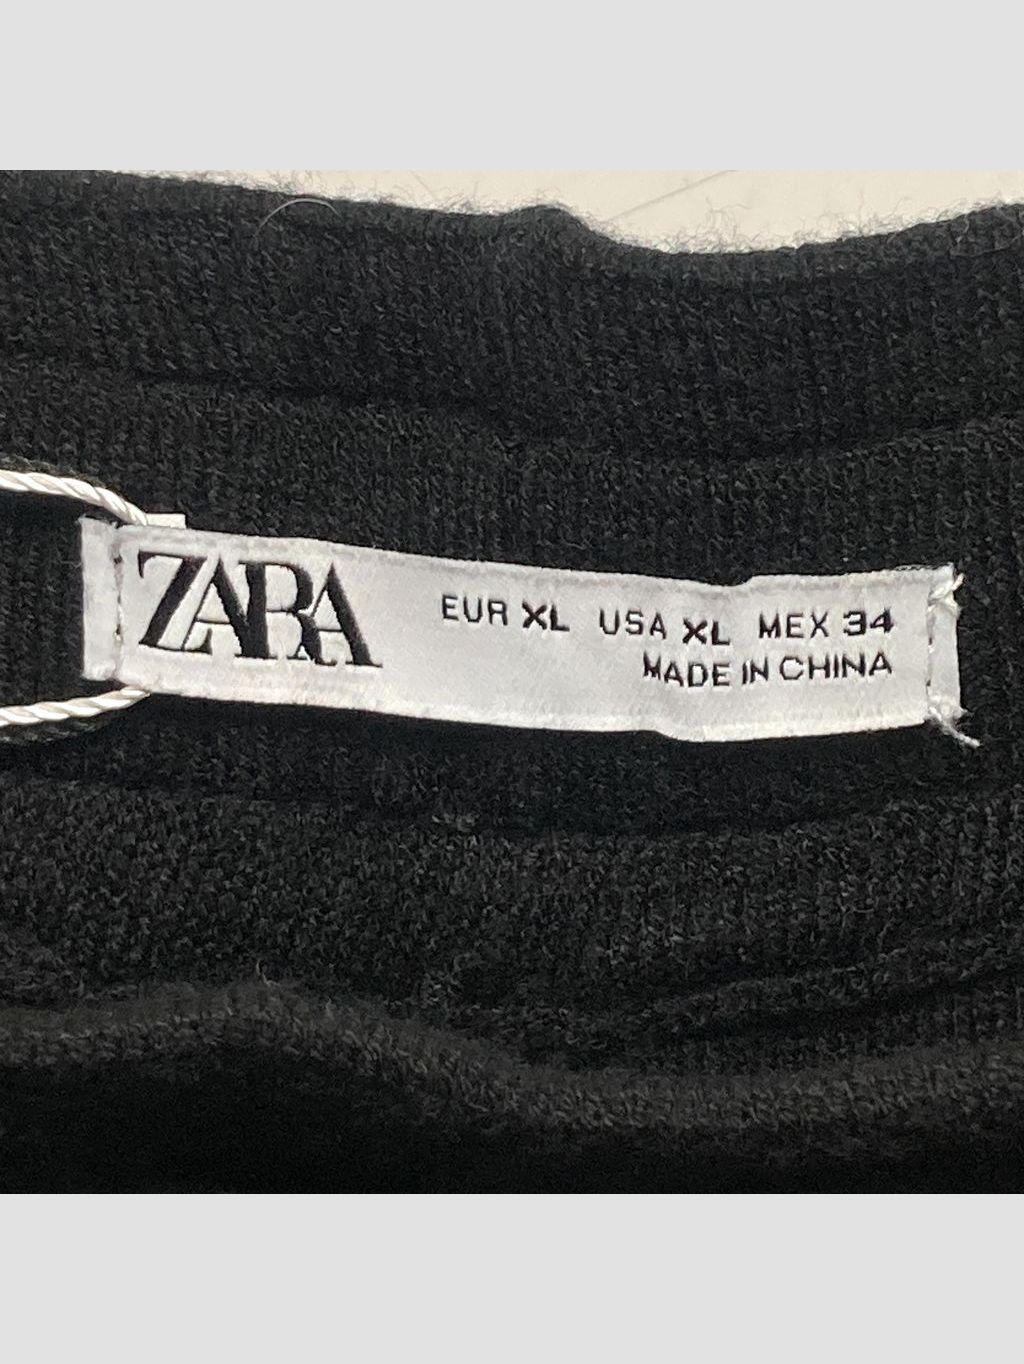 ZARA
EUR XL USA XL MEX 34
MADE IN CHINA